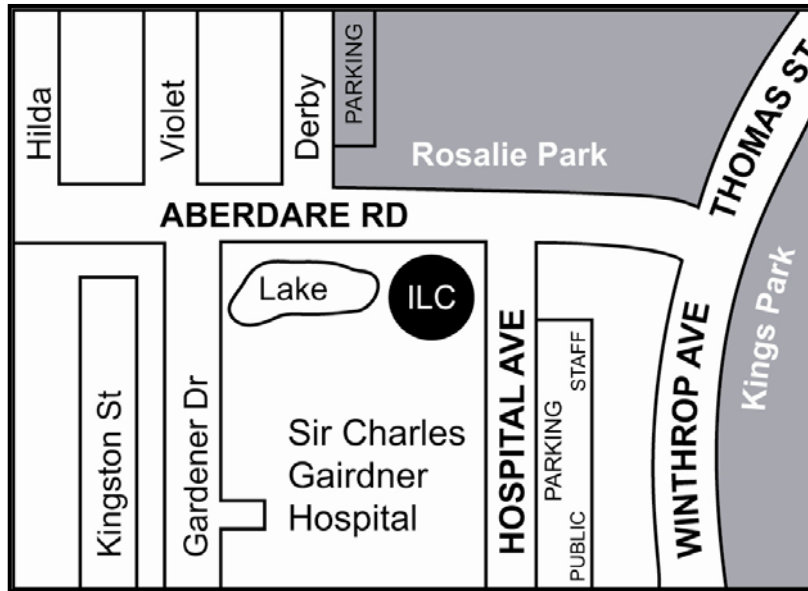 Hilda
Violet
Derby
PARKING
Rosalie Park
THOMAS ST
ABERDARE RD
Lake
ILC
Kings Park
Kingston St
Gardener Dr
Sir Charles
Gairdner
Hospital
HOSPITAL AVE
STAFF
PARKING
PUBLIC
WINTHROP AVE